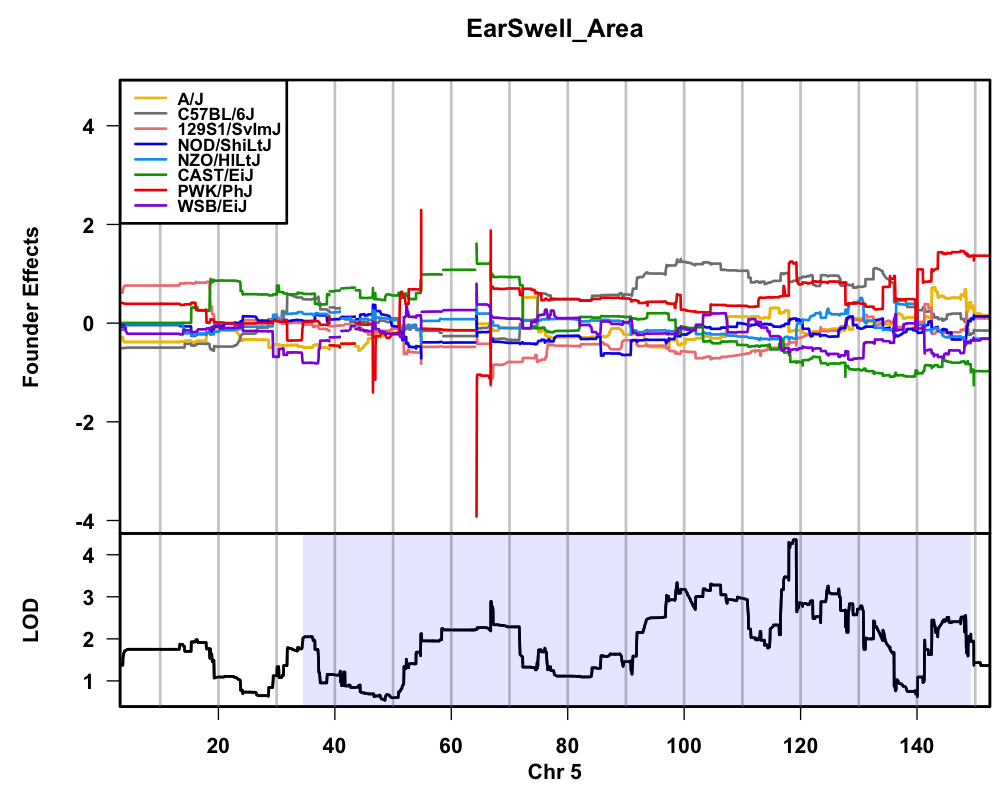 EarSwell_Area
A/J
C57BL/6J
129S1/SvImJ
NOD/ShiLtJ
NZO/HlLtJ
CAST/EiJ
PWK/PhJ
WSB/EiJ
Founder Effects
4
2
0
-2
-4
LOD
4
3
2
1
20 40 60 80 100 120 140
Chr 5